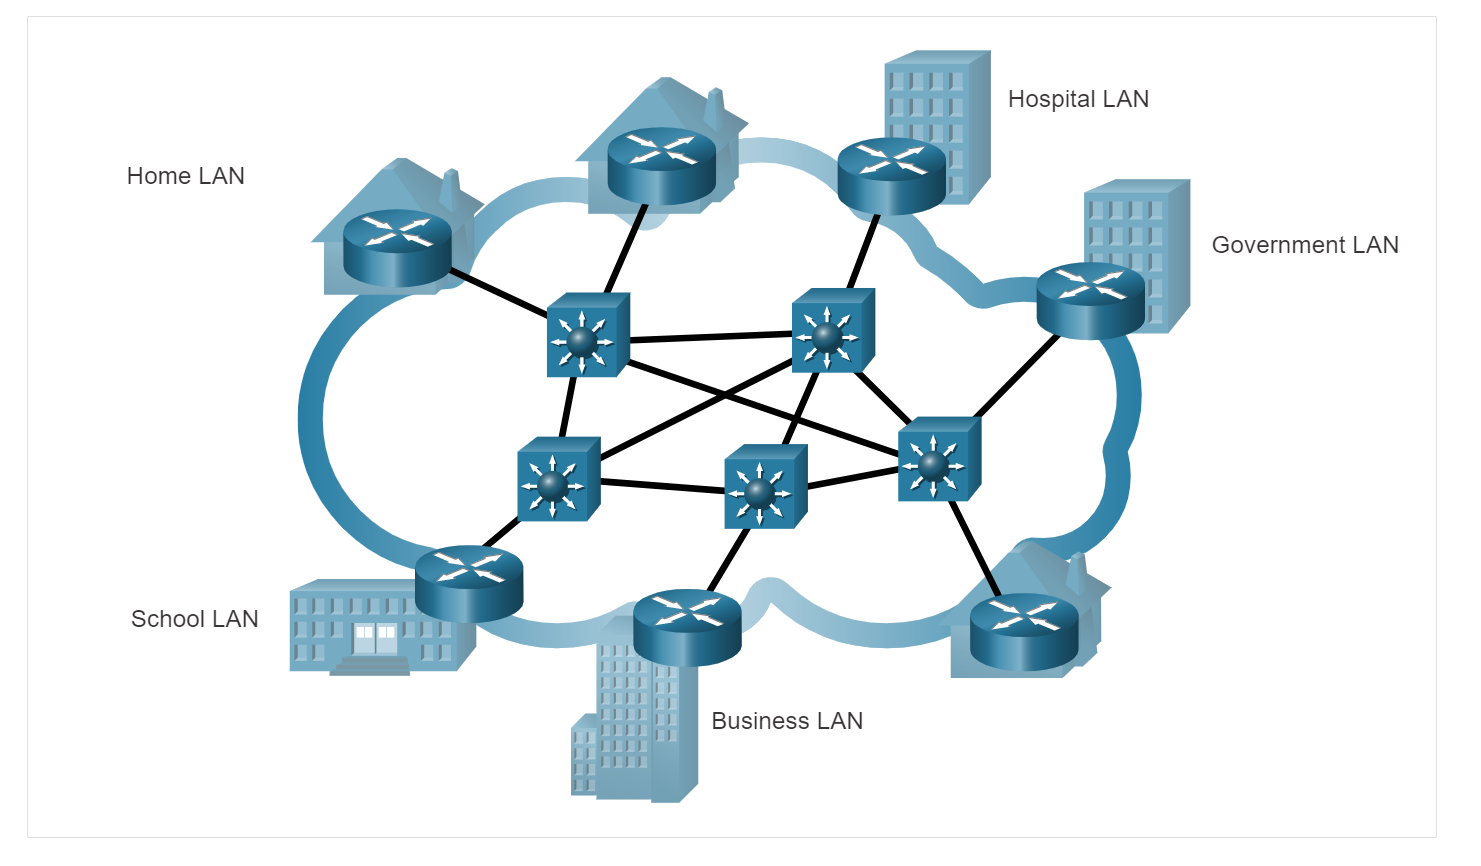 Hospital LAN
Home LAN
Government LAN
School LAN
Business LAN